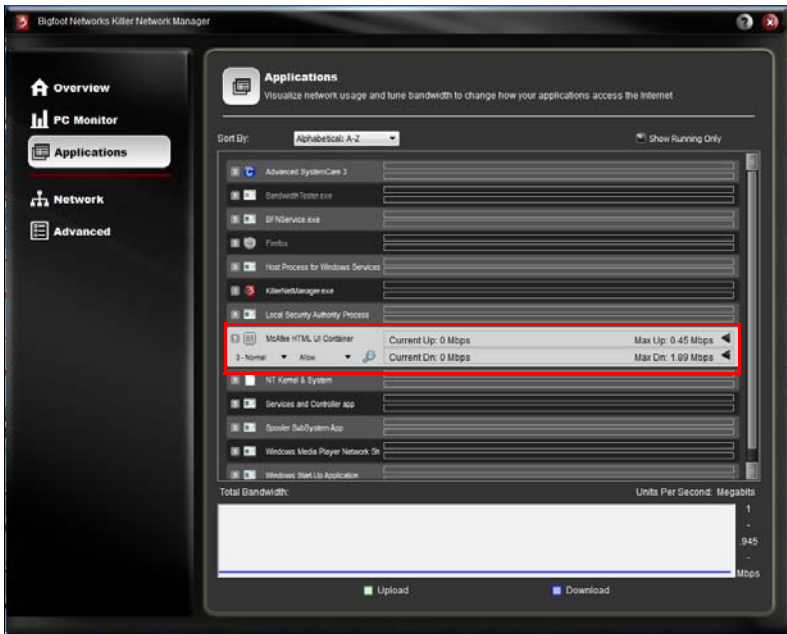 Bigfoot Networks Killer Network Manager
Overview
PC Monitor
Applications
Network
Advanced
Applications
Visualize network usage and tune bandwidth to change how your applications access the Internet
Sort By: Alphabetical: A-Z Show Running Only
Advanced SystemCare 3
BandwidthTester.exe
BFNService.exe
Firefox
Host Process for Windows Services
KillerNetManager.exe
Local Security Authority Process
McAfee HTML UI Container Current Up: 0 Mbps Max Up: 0.45 Mbps
3 - Normal Allow Current Dn: 0 Mbps Max Dn: 1.89 Mbps
NT Kernel & System
Services and Controller app
Spooler SubSystem App
Windows Media Player Network Sh
Windows Start-Up Application
Total Bandwidth: Units Per Second: Megabits
1
-
.945
-
Mbps
Upload Download